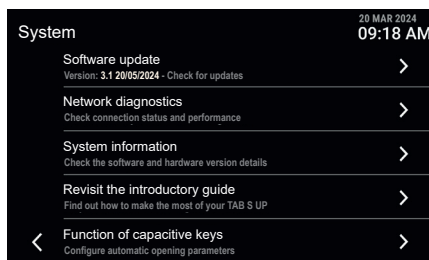 System
20 MAR 2024
09:18 AM
Software update
Version: 3.1 20/05/2024 - Check for updates
Network diagnostics
Check connection status and performance
System information
Check the software and hardware version details
Revisit the introductory guide
Find out how to make the most of your TAB S UP
Function of capacitive keys
Configure automatic opening parameters